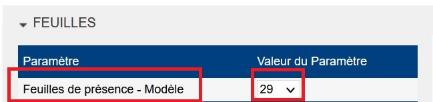 FEUILLES
Paramètre Valeur du Paramètre
Feuilles de présence - Modèle 29